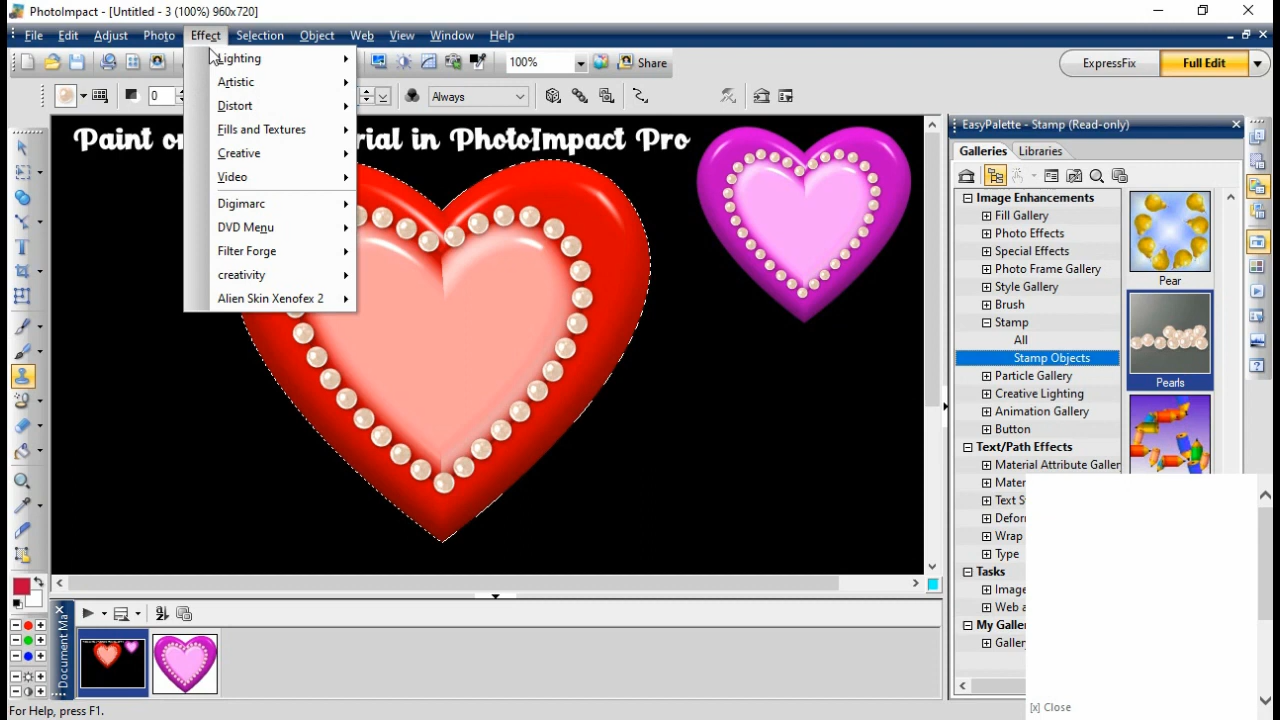 PhotoImpact - [Untitled - 3 (100%) 960x720]
File Edit Adjust Photo Effect Selection Object Web View Window Help
100% Share ExpressFix Full Edit
0 Always
Lighting
Artistic
Distort
Fills and Textures
Creative
Video
Digimarc
DVD Menu
Filter Forge
creativity
Alien Skin Xenofex 2
Paint on rial in PhotoImpact Pro
EasyPalette - Stamp (Read-only)
Galleries Libraries
Image Enhancements
Fill Gallery
Photo Effects
Special Effects
Photo Frame Gallery
Style Gallery
Brush
Stamp
All
Stamp Objects
Particle Gallery
Creative Lighting
Animation Gallery
Button
Text/Path Effects
Material Attribute Galler
Mater
Text St
Deforn
Wrap
Type
Tasks
Image
Web a
My Galler
Galler
Pear
Pearls
[x] Close
Document Ma
For Help, press F1.